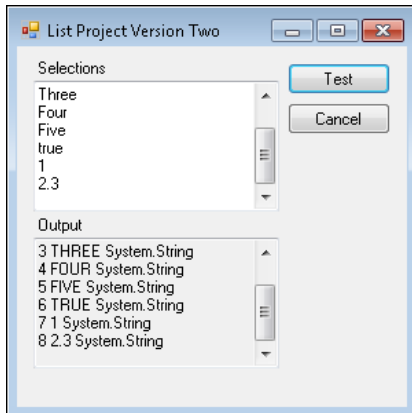 List Project Version Two
Selections
Three
Four
Five
true
1
2.3
Test
Cancel
Output
3 THREE System.String
4 FOUR System.String
5 FIVE System.String
6 TRUE System.String
7 1 System.String
8 2.3 System.String